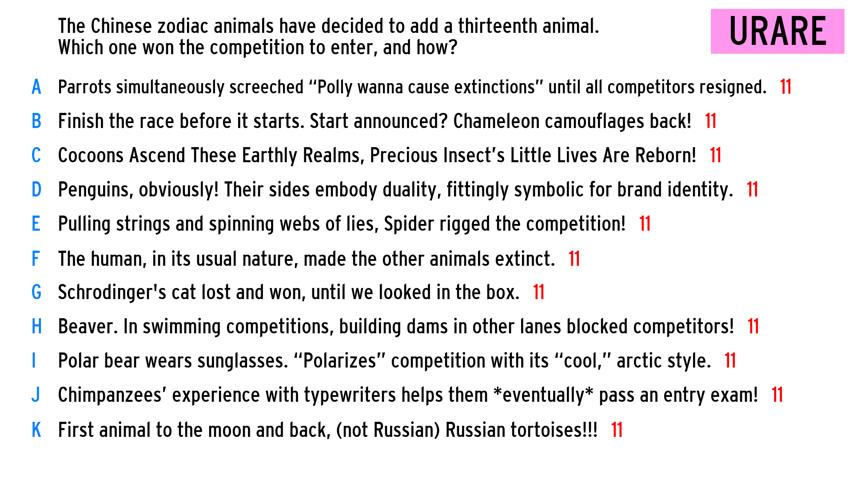 The Chinese zodiac animals have decided to add a thirteenth animal.
Which one won the competition to enter, and how?
URARE
A Parrots simultaneously screeched “Polly wanna cause extinctions” until all competitors resigned. 11
B Finish the race before it starts. Start announced? Chameleon camouflages back! 11
C Cocoons Ascend These Earthly Realms, Precious Insect’s Little Lives Are Reborn! 11
D Penguins, obviously! Their sides embody duality, fittingly symbolic for brand identity. 11
E Pulling strings and spinning webs of lies, Spider rigged the competition! 11
F The human, in its usual nature, made the other animals extinct. 11
G Schrodinger's cat lost and won, until we looked in the box. 11
H Beaver. In swimming competitions, building dams in other lanes blocked competitors! 11
I Polar bear wears sunglasses. “Polarizes” competition with its “cool,” arctic style. 11
J Chimpanzees’ experience with typewriters helps them *eventually* pass an entry exam! 11
K First animal to the moon and back, (not Russian) Russian tortoises!!! 11